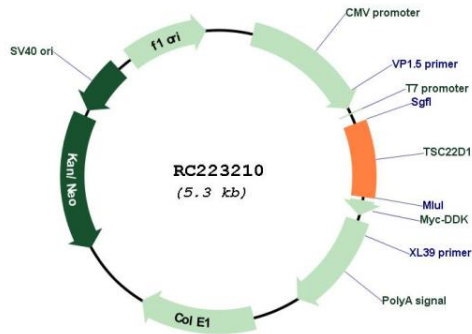 CMV promoter
SV40 ori
f1 ori
VP1.5 primer
T7 promoter
SgfI
TSC22D1
Kan/ Neo
RC223210
(5.3 kb)
MluI
Myc-DDK
XL39 primer
PolyA signal
Col E1